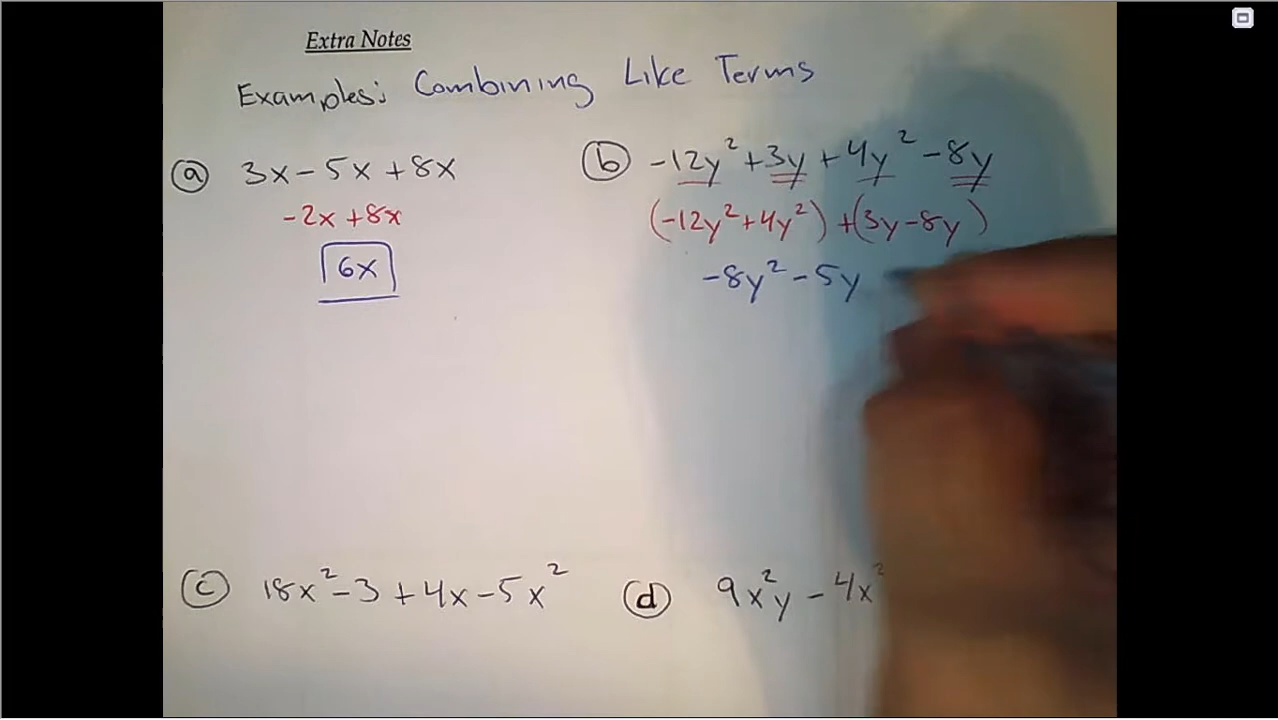 Extra Notes
Examples: Combining Like Terms
(a) 3x - 5x + 8x
-2x + 8x
6x
(b) -12y² + 3y + 4y² - 8y
(-12y² + 4y²) + (3y - 8y)
-8y² - 5y
(c) 18x² - 3 + 4x - 5x²
(d) 9x²y - 4x²